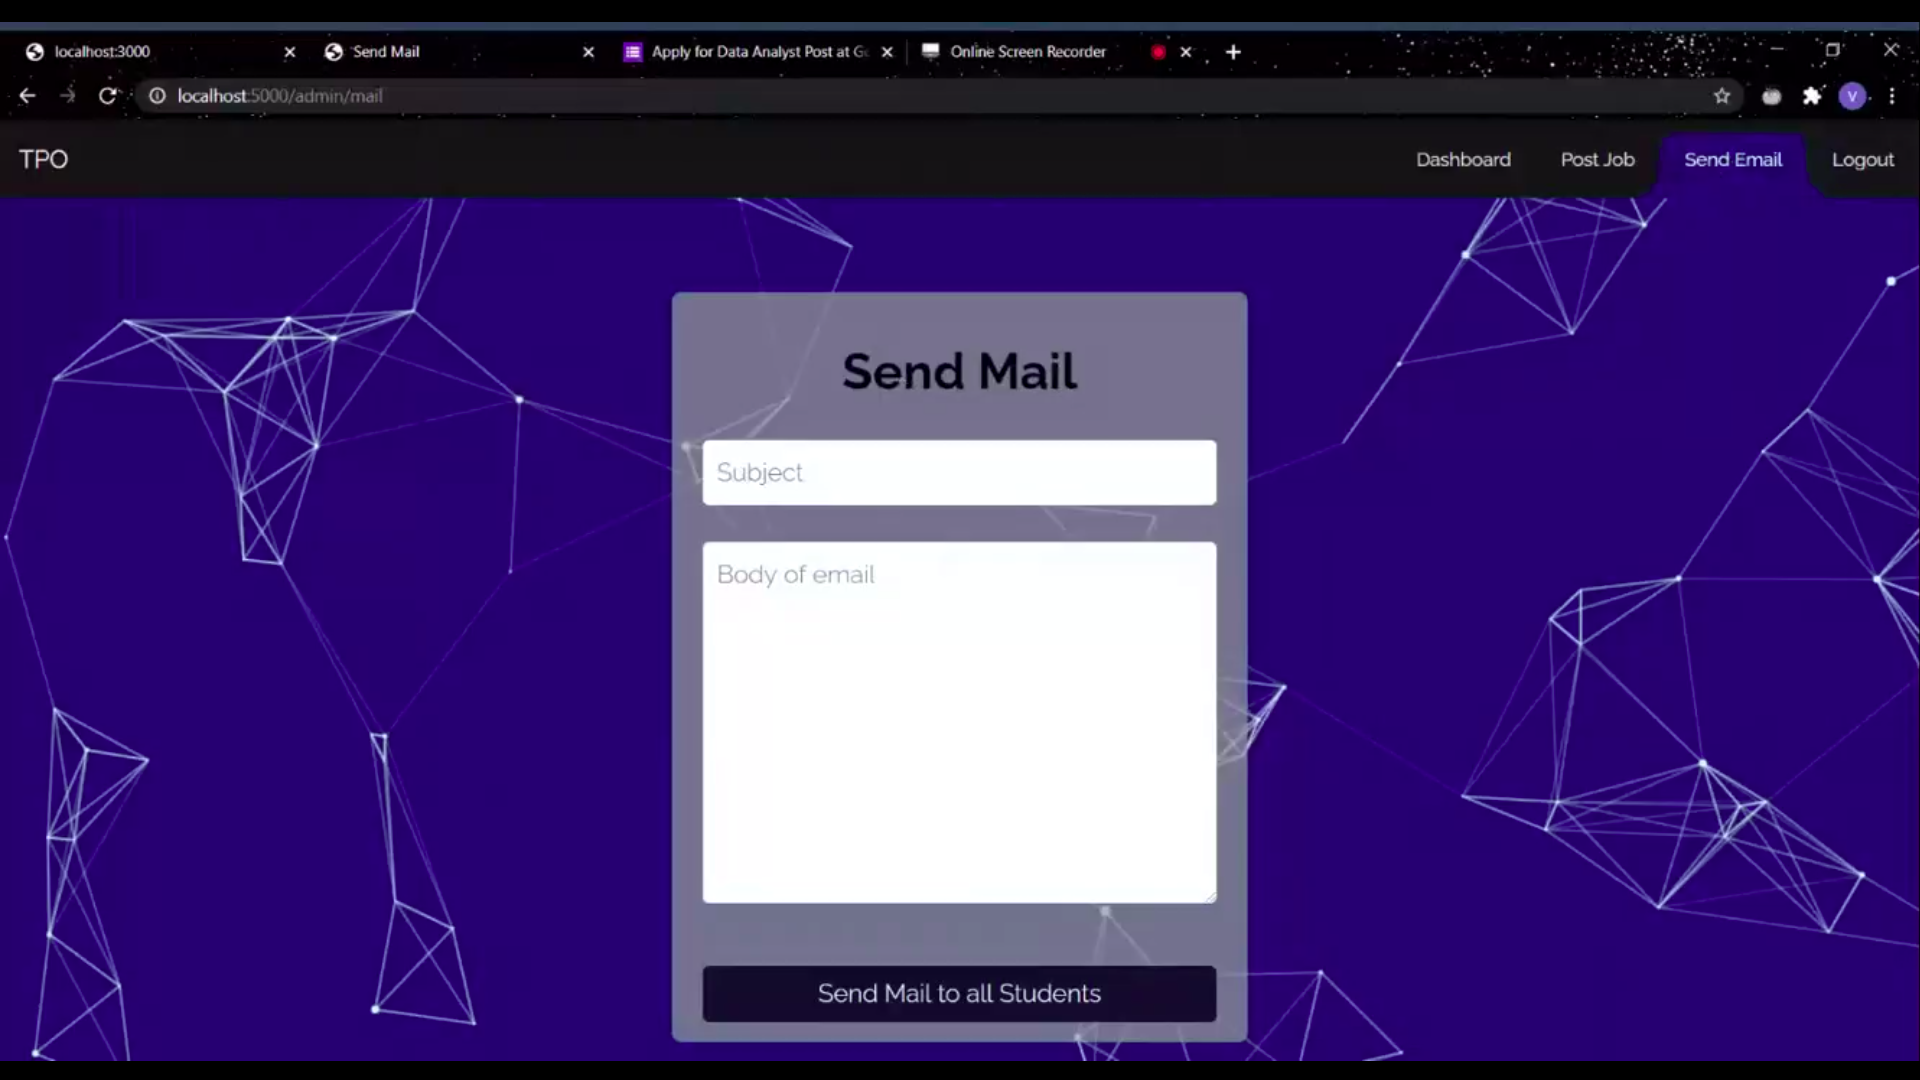 localhost:3000
Send Mail
Apply for Data Analyst Post at Go
Online Screen Recorder
localhost:5000/admin/mail
V
TPO
Dashboard
Post Job
Send Email
Logout
Send Mail
Subject
Body of email
Send Mail to all Students